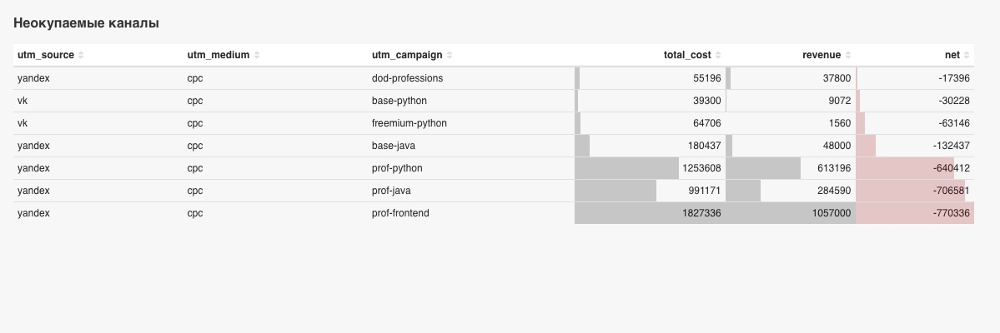 Неокупаемые каналы
utm_source utm_medium utm_campaign total_cost revenue net
yandex cpc dod-professions 55196 37800 -17396
vk cpc base-python 39300 9072 -30228
vk cpc freemium-python 64706 1560 -63146
yandex cpc base-java 180437 48000 -132437
yandex cpc prof-python 1253608 613196 -640412
yandex cpc prof-java 991171 284590 -706581
yandex cpc prof-frontend 1827336 1057000 -770336